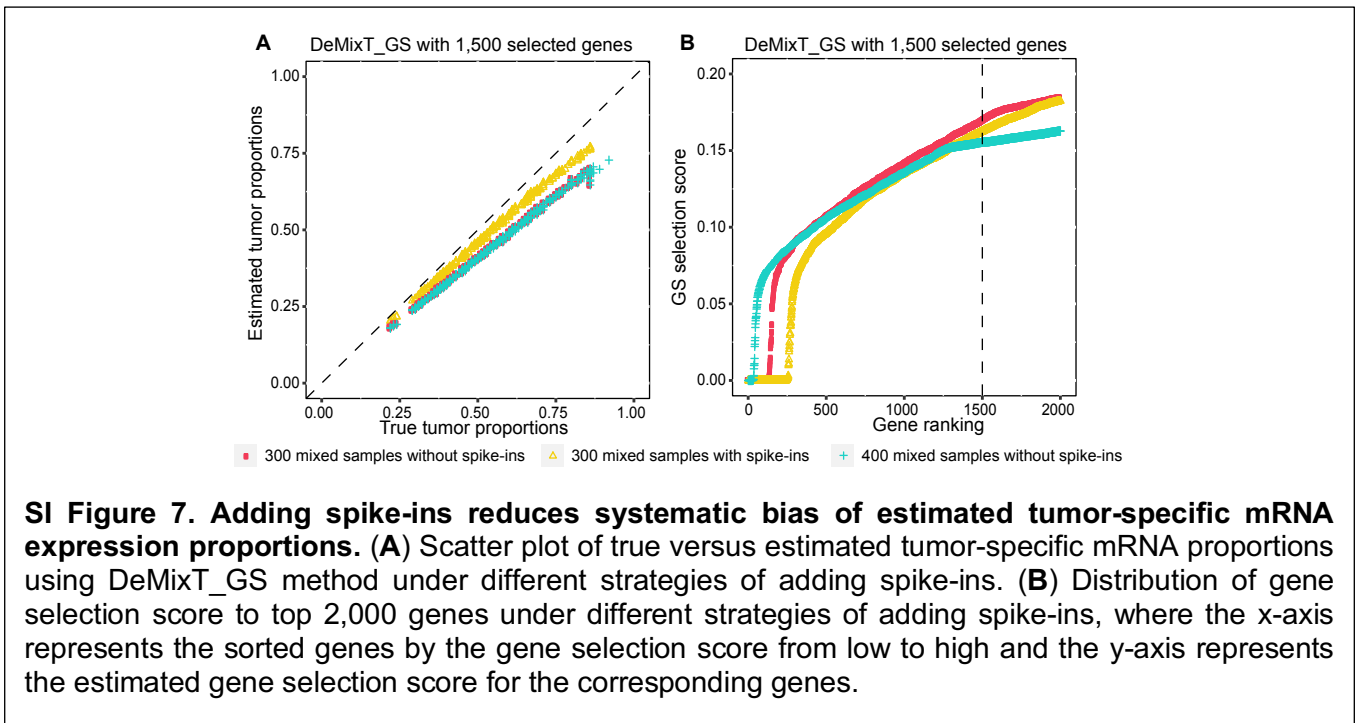 A DeMixT_GS with 1,500 selected genes
Estimated tumor proportions
1.00
0.75
0.50
0.25
0.00
0.00 0.25 0.50 0.75 1.00
True tumor proportions
B DeMixT_GS with 1,500 selected genes
GS selection score
0.20
0.15
0.10
0.05
0.00
0 500 1000 1500 2000
Gene ranking
300 mixed samples without spike-ins 300 mixed samples with spike-ins 400 mixed samples without spike-ins
SI Figure 7. Adding spike-ins reduces systematic bias of estimated tumor-specific mRNA
expression proportions. (A) Scatter plot of true versus estimated tumor-specific mRNA proportions
using DeMixT_GS method under different strategies of adding spike-ins. (B) Distribution of gene
selection score to top 2,000 genes under different strategies of adding spike-ins, where the x-axis
represents the sorted genes by the gene selection score from low to high and the y-axis represents
the estimated gene selection score for the corresponding genes.